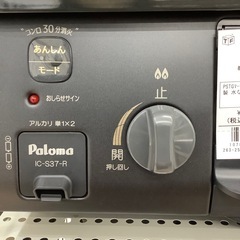 コンロ30分消火
あんしん
モード
おしらせサイン
アルカリ 単1×2
Paloma
IC-S37-R
止
開
押し回し